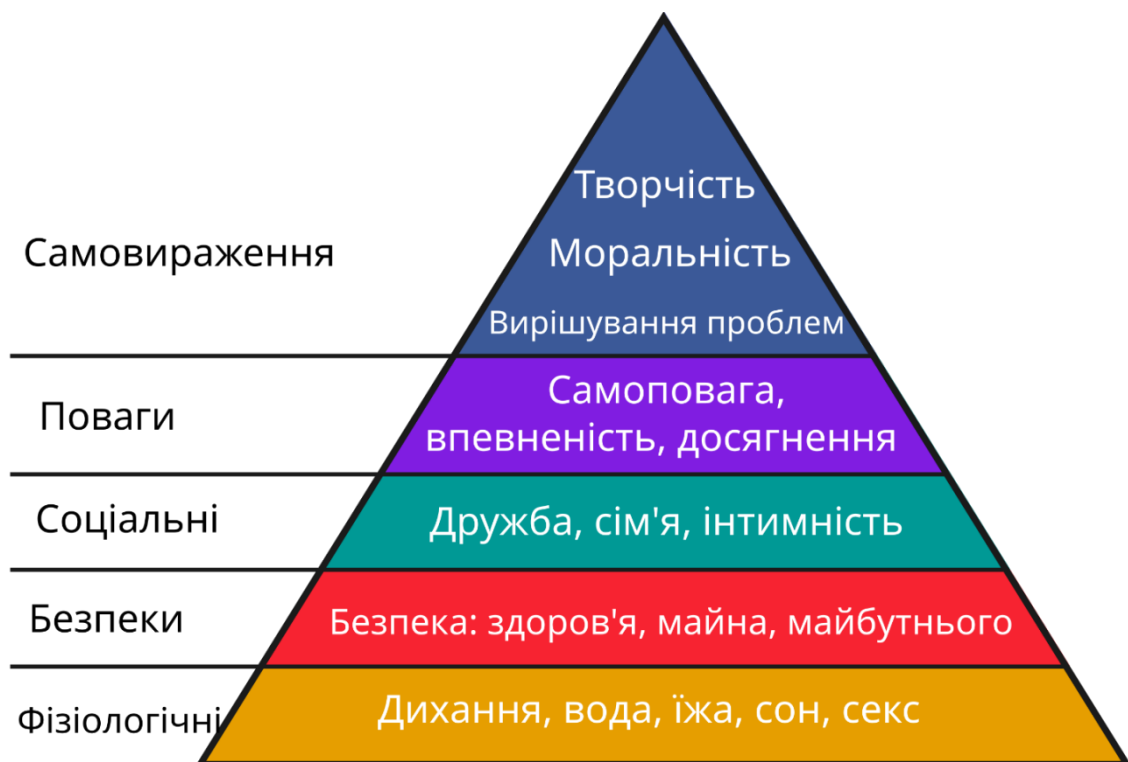 Творчість
Самовираження
Моральність
Вирішування проблем
Поваги
Самоповага,
впевненість, досягнення
Соціальні
Дружба, сім'я, інтимність
Безпеки
Безпека: здоров'я, майна, майбутнього
Фізіологічні
Дихання, вода, їжа, сон, секс